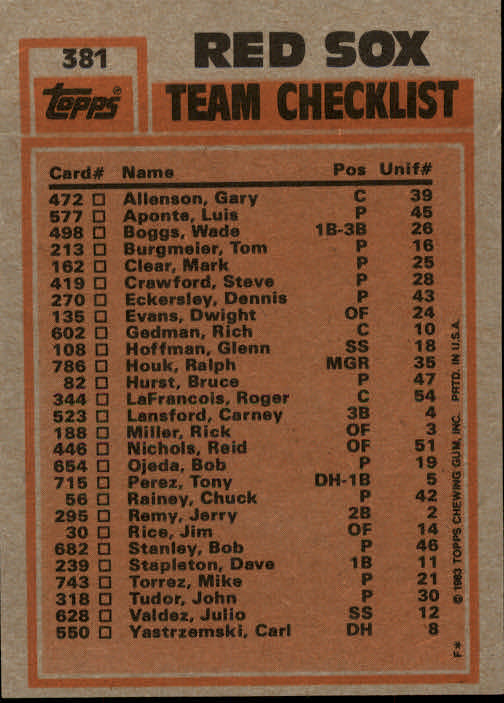 381
RED SOX
topps®
TEAM CHECKLIST
Card# Name Pos Unif#
472 Allenson, Gary C 39
577 Aponte, Luis P 45
498 Boggs, Wade 1B-3B 26
213 Burgmeier, Tom P 16
162 Clear, Mark P 25
419 Crawford, Steve P 28
270 Eckersley, Dennis P 43
135 Evans, Dwight OF 24
602 Gedman, Rich C 10
108 Hoffman, Glenn SS 18
786 Houk, Ralph MGR 35
82 Hurst, Bruce P 47
344 LaFrancois, Roger C 54
523 Lansford, Carney 3B 4
188 Miller, Rick OF 3
446 Nichols, Reid OF 51
654 Ojeda, Bob P 19
715 Perez, Tony DH-1B 5
56 Rainey, Chuck P 42
295 Remy, Jerry 2B 2
30 Rice, Jim OF 14
682 Stanley, Bob P 46
239 Stapleton, Dave 1B 11
743 Torrez, Mike P 21
318 Tudor, John P 30
628 Valdez, Julio SS 12
550 Yastrzemski, Carl DH 8
F* © 1983 TOPPS CHEWING GUM, INC. PRTD. IN U.S.A.